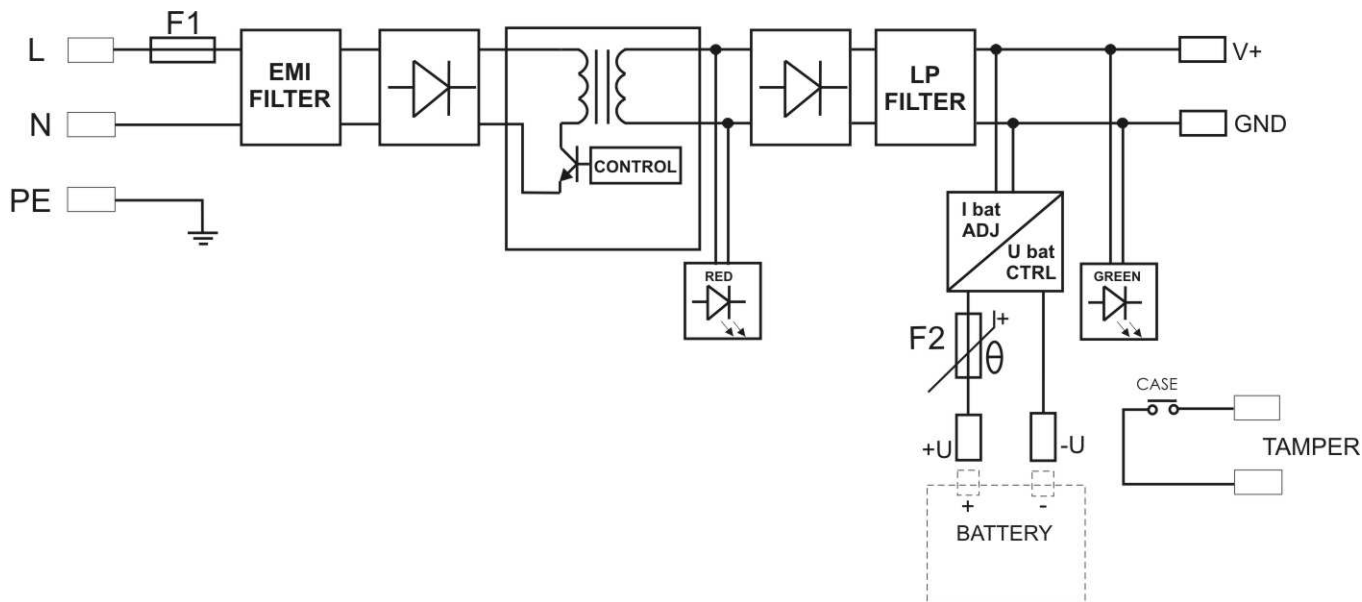 F1
L
EMI
FILTER
LP
FILTER
V+
N
GND
CONTROL
PE
I bat
ADJ
U bat
CTRL
RED
GREEN
F2
I+
θ
CASE
+U
-U
TAMPER
+
-
BATTERY